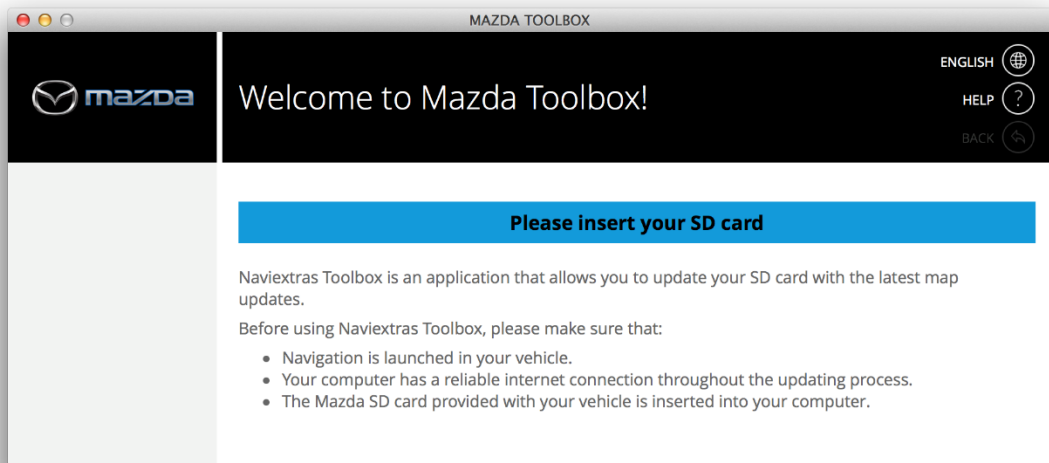 MAZDA TOOLBOX
mazda
Welcome to Mazda Toolbox!
ENGLISH
HELP ?
BACK
Please insert your SD card
Naviextras Toolbox is an application that allows you to update your SD card with the latest map
updates.
Before using Naviextras Toolbox, please make sure that:
• Navigation is launched in your vehicle.
• Your computer has a reliable internet connection throughout the updating process.
• The Mazda SD card provided with your vehicle is inserted into your computer.